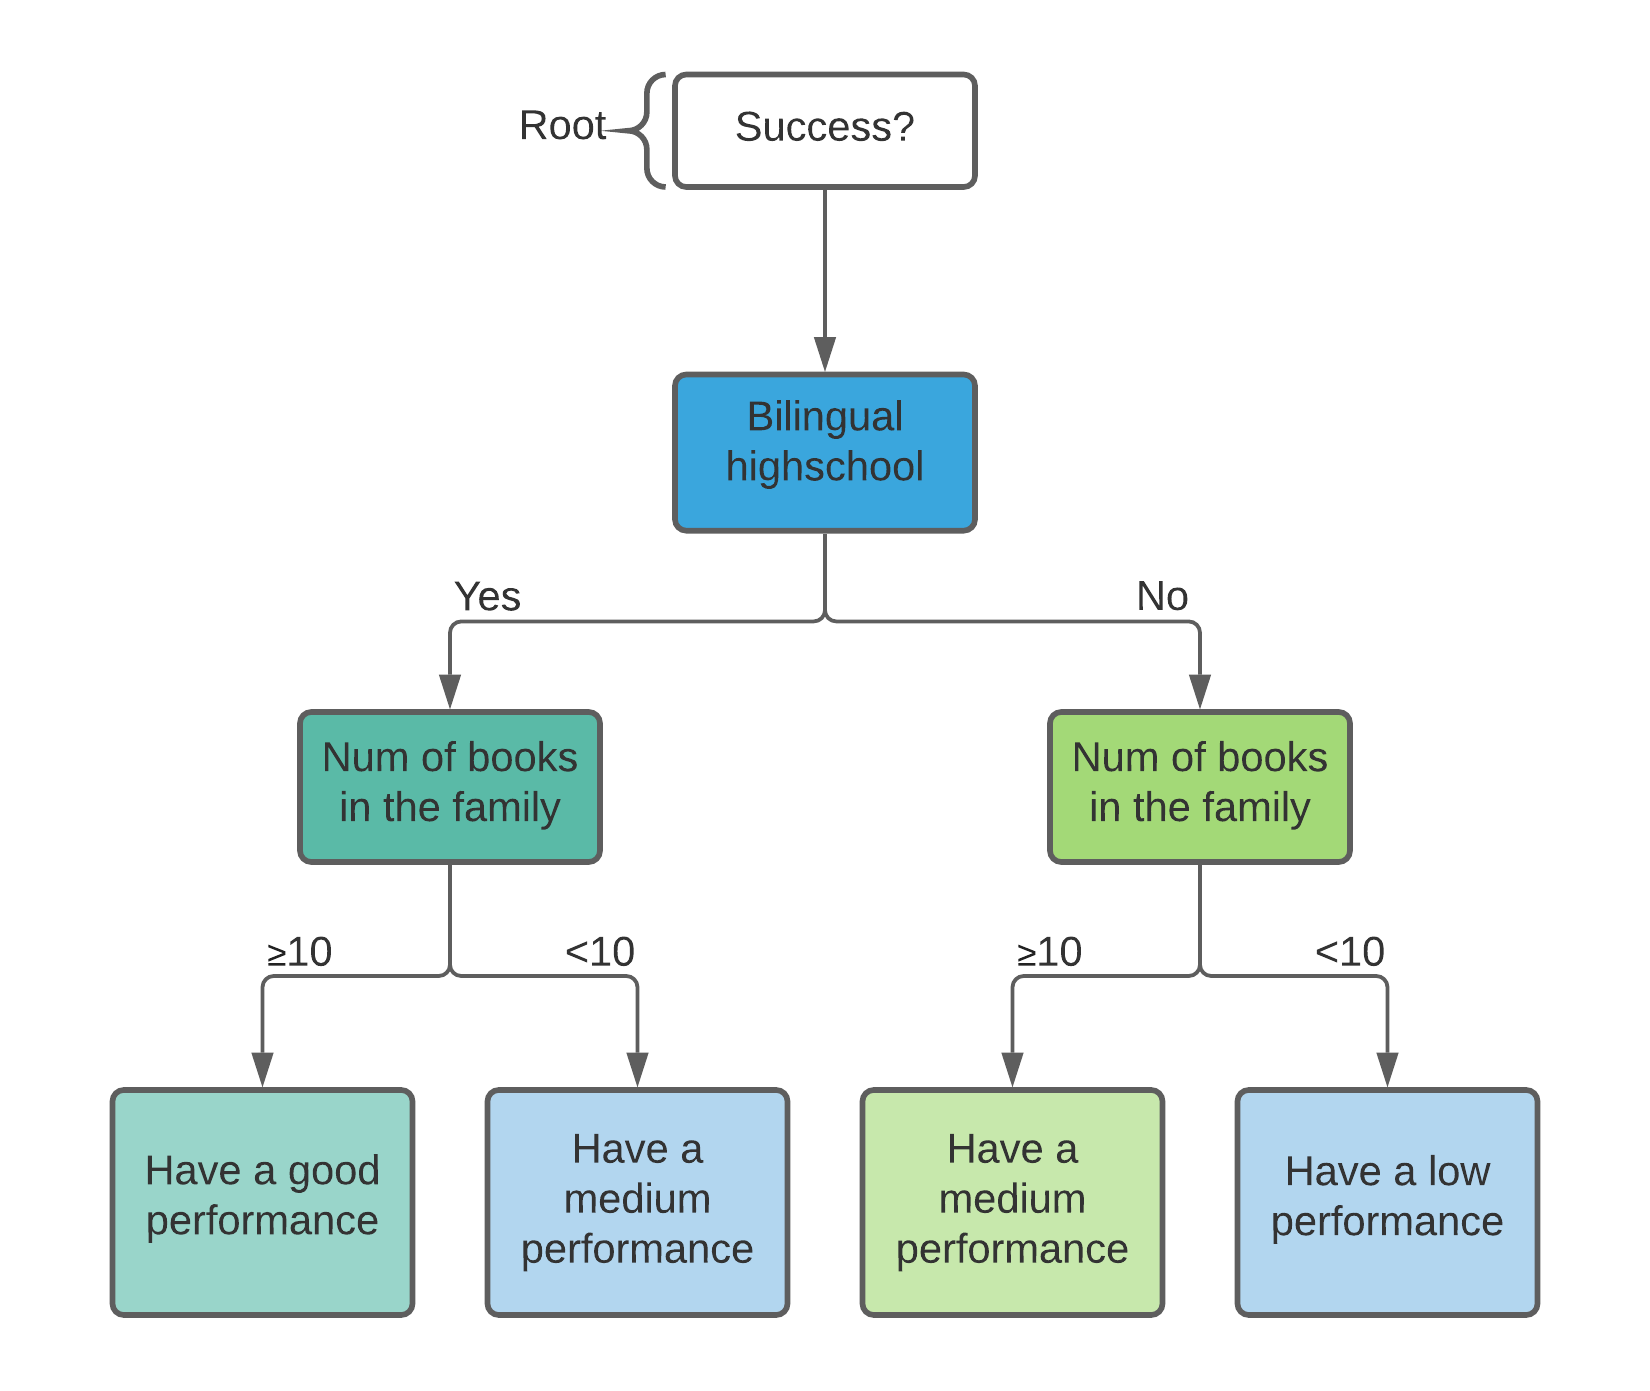 Root
Success?
Bilingual
highschool
Yes
No
Num of books
in the family
Num of books
in the family
≥10
<10
≥10
<10
Have a good
performance
Have a
medium
performance
Have a
medium
performance
Have a low
performance